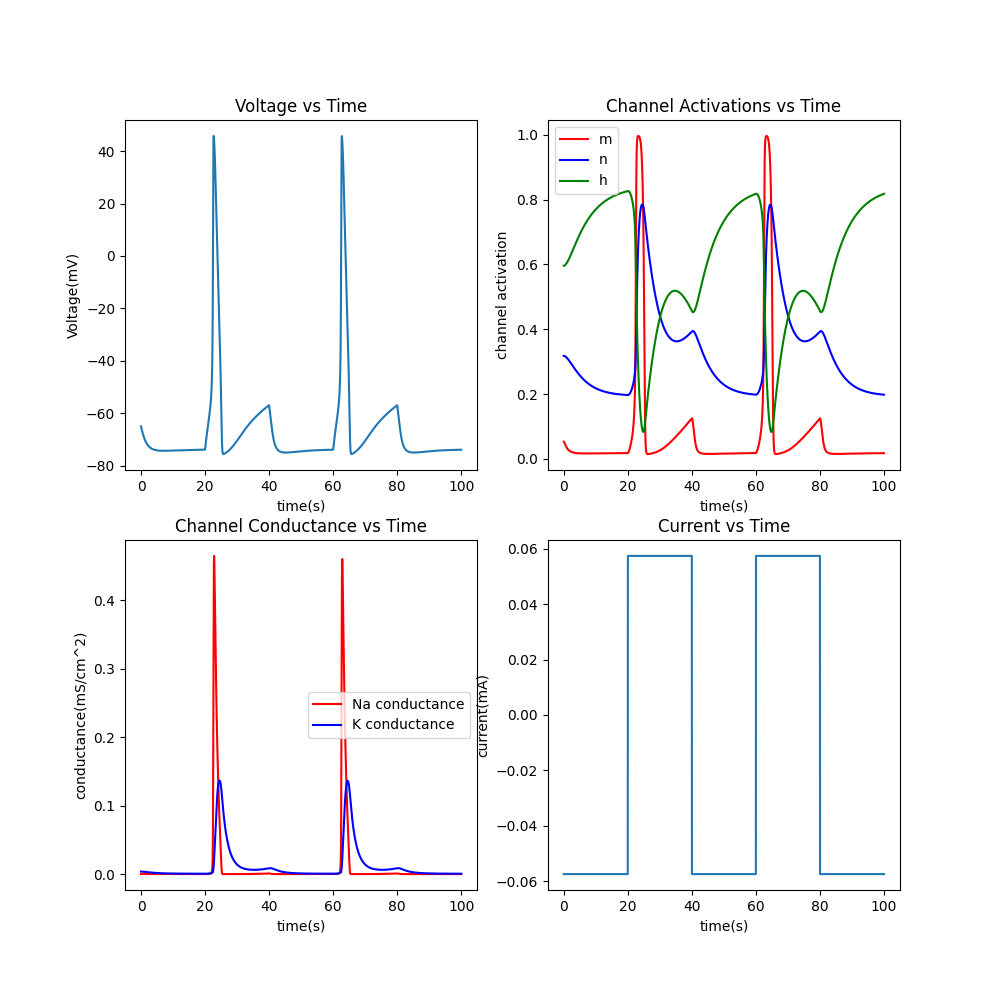 Voltage vs Time
40
20
0
−20
−40
−60
−80
Voltage(mV)
0 20 40 60 80 100
time(s)
Channel Activations vs Time
m
n
h
1.0
0.8
0.6
0.4
0.2
0.0
channel activation
0 20 40 60 80 100
time(s)
Channel Conductance vs Time
Na conductance
K conductance
0.4
0.3
0.2
0.1
0.0
conductance(mS/cm^2)
0 20 40 60 80 100
time(s)
Current vs Time
0.06
0.04
0.02
0.00
−0.02
−0.04
−0.06
current(mA)
0 20 40 60 80 100
time(s)